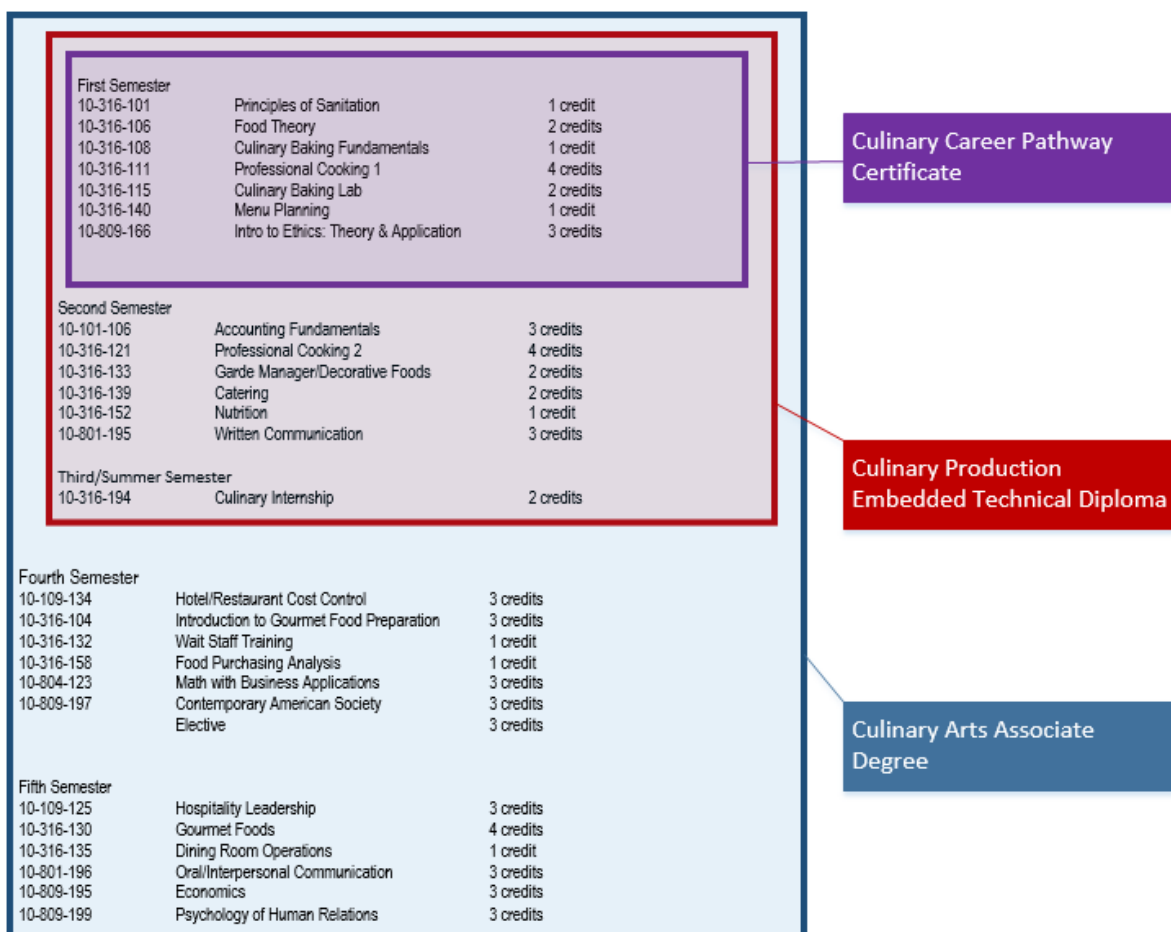 First Semester
10-316-101 Principles of Sanitation 1 credit
10-316-106 Food Theory 2 credits
10-316-108 Culinary Baking Fundamentals 1 credit
10-316-111 Professional Cooking 1 4 credits
10-316-115 Culinary Baking Lab 2 credits
10-316-140 Menu Planning 1 credit
10-809-166 Intro to Ethics: Theory & Application 3 credits
Culinary Career Pathway
Certificate
Second Semester
10-101-106 Accounting Fundamentals 3 credits
10-316-121 Professional Cooking 2 4 credits
10-316-133 Garde Manager/Decorative Foods 2 credits
10-316-139 Catering 2 credits
10-316-152 Nutrition 1 credit
10-801-195 Written Communication 3 credits
Third/Summer Semester
10-316-194 Culinary Internship 2 credits
Culinary Production
Embedded Technical Diploma
Fourth Semester
10-109-134 Hotel/Restaurant Cost Control 3 credits
10-316-104 Introduction to Gourmet Food Preparation 3 credits
10-316-132 Wait Staff Training 1 credit
10-316-158 Food Purchasing Analysis 1 credit
10-804-123 Math with Business Applications 3 credits
10-809-197 Contemporary American Society 3 credits
Elective 3 credits
Culinary Arts Associate
Degree
Fifth Semester
10-109-125 Hospitality Leadership 3 credits
10-316-130 Gourmet Foods 4 credits
10-316-135 Dining Room Operations 1 credit
10-801-196 Oral/Interpersonal Communication 3 credits
10-809-195 Economics 3 credits
10-809-199 Psychology of Human Relations 3 credits